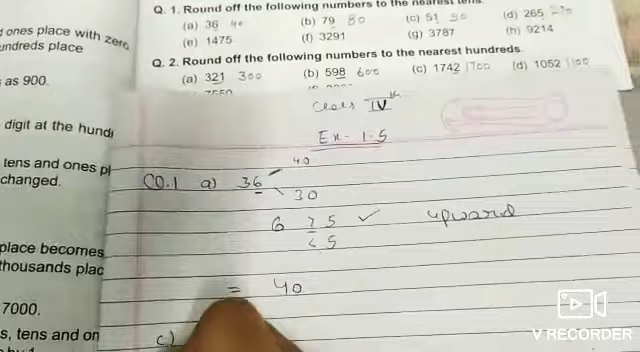 Q. 1. Round off the following numbers to the nearest tens.
(a) 36 40 (b) 79 80 (c) 51 50 (d) 265 270
(e) 1475 (f) 3291 (g) 3787 (h) 9214
Q. 2. Round off the following numbers to the nearest hundreds.
(a) 321 300 (b) 598 600 (c) 1742 1700 (d) 1052 1100
ones place with zero
undreds place
as 900.
digit at the hund
tens and ones pl
changed.
place becomes
thousands plac
7000.
s, tens and on
Class IVth
Ex - 1.5
40
Q.1 a) 36
30
6 ≥ 5 ✓ upward
< 5
= 40
c)
V RECORDER